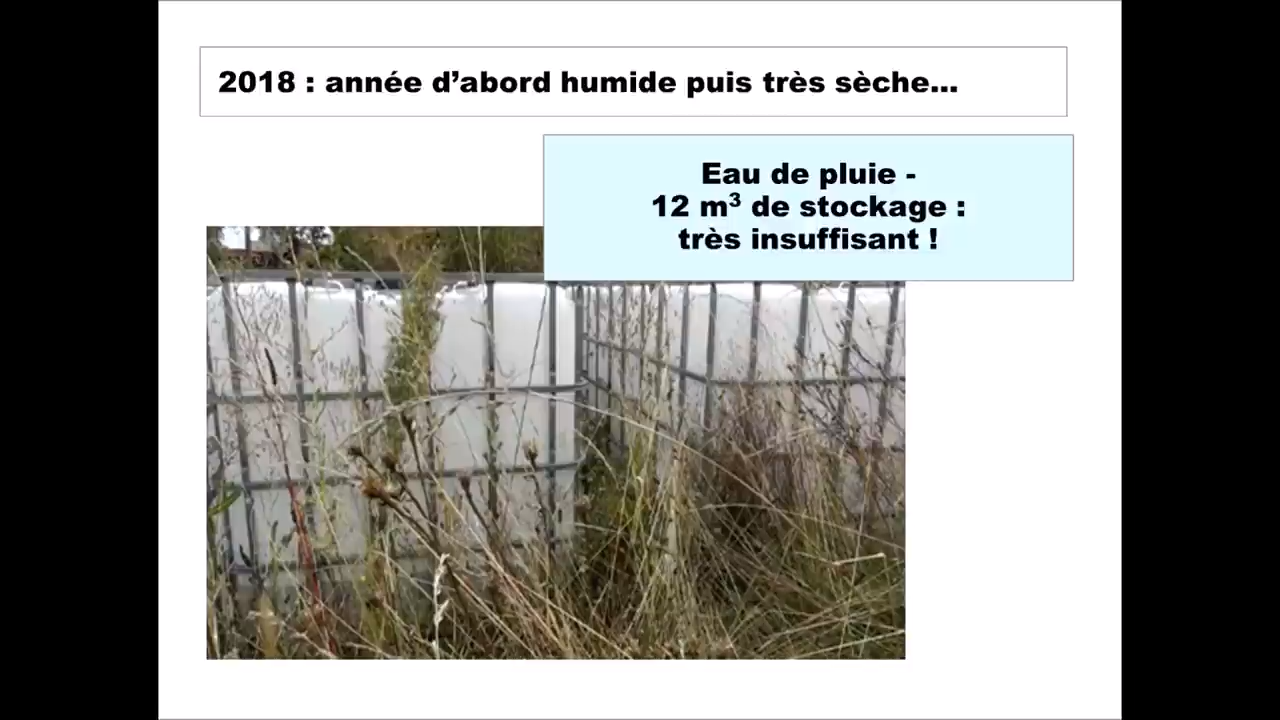 2018 : année d’abord humide puis très sèche...
Eau de pluie -
12 m³ de stockage :
très insuffisant !